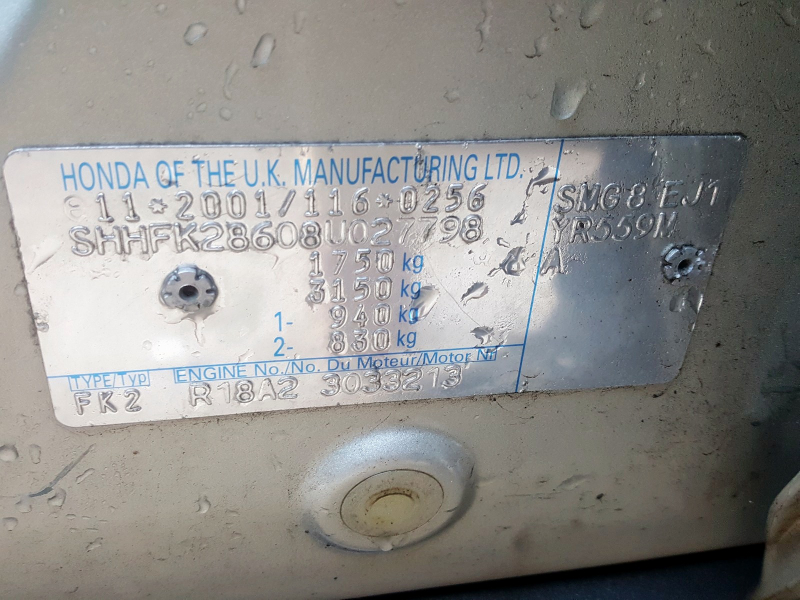 HONDA OF THE U.K. MANUFACTURING LTD.
e11*2001/116*0256
SHHFK28608U027798
1750 kg
3150 kg
1- 940 kg
2- 830 kg
TYPE/Typ
FK2
ENGINE No./No. Du Moteur/Motor Nr
R18A2 3033213
SMG8 EJ1
YR559M
A